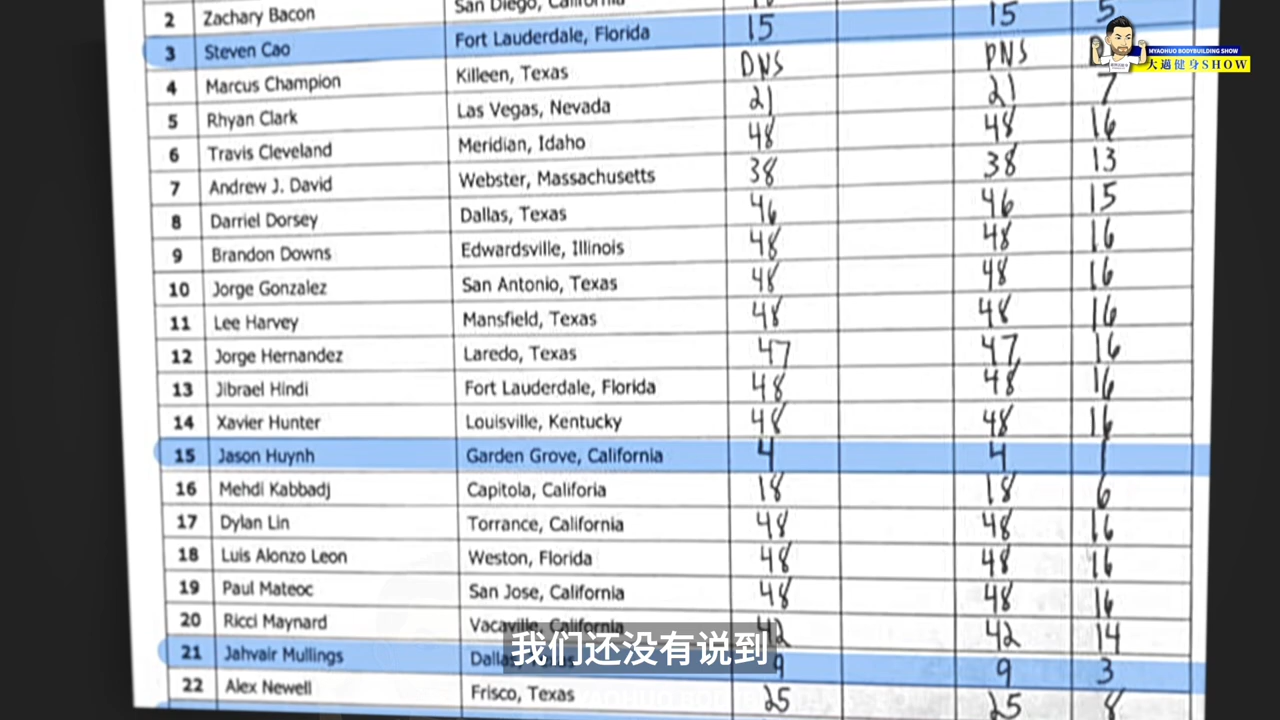 2 Zachary Bacon San Diego, California 15 5
3 Steven Cao Fort Lauderdale, Florida 15
4 Marcus Champion Killeen, Texas DNS DNS
5 Rhyan Clark Las Vegas, Nevada 21 21 7
6 Travis Cleveland Meridian, Idaho 48 48 16
7 Andrew J. David Webster, Massachusetts 38 38 13
8 Darriel Dorsey Dallas, Texas 46 46 15
9 Brandon Downs Edwardsville, Illinois 48 48 16
10 Jorge Gonzalez San Antonio, Texas 48 48 16
11 Lee Harvey Mansfield, Texas 48 48 16
12 Jorge Hernandez Laredo, Texas 47 47 16
13 Jibrael Hindi Fort Lauderdale, Florida 48 48 16
14 Xavier Hunter Louisville, Kentucky 48 48 16
15 Jason Huynh Garden Grove, California 4 4 1
16 Mehdi Kabbadj Capitola, Califoria 18 18 6
17 Dylan Lin Torrance, California 48 48 16
18 Luis Alonzo Leon Weston, Florida 48 48 16
19 Paul Mateoc San Jose, California 48 48 16
20 Ricci Maynard Vacaville, California 42 42 14
21 Jahvair Mullings Dallas, Texas 9 9 3
22 Alex Newell Frisco, Texas 25 25 8
MYAOHUO BODYBUILDING SHOW
大邁健身SHOW
我们还没有说到